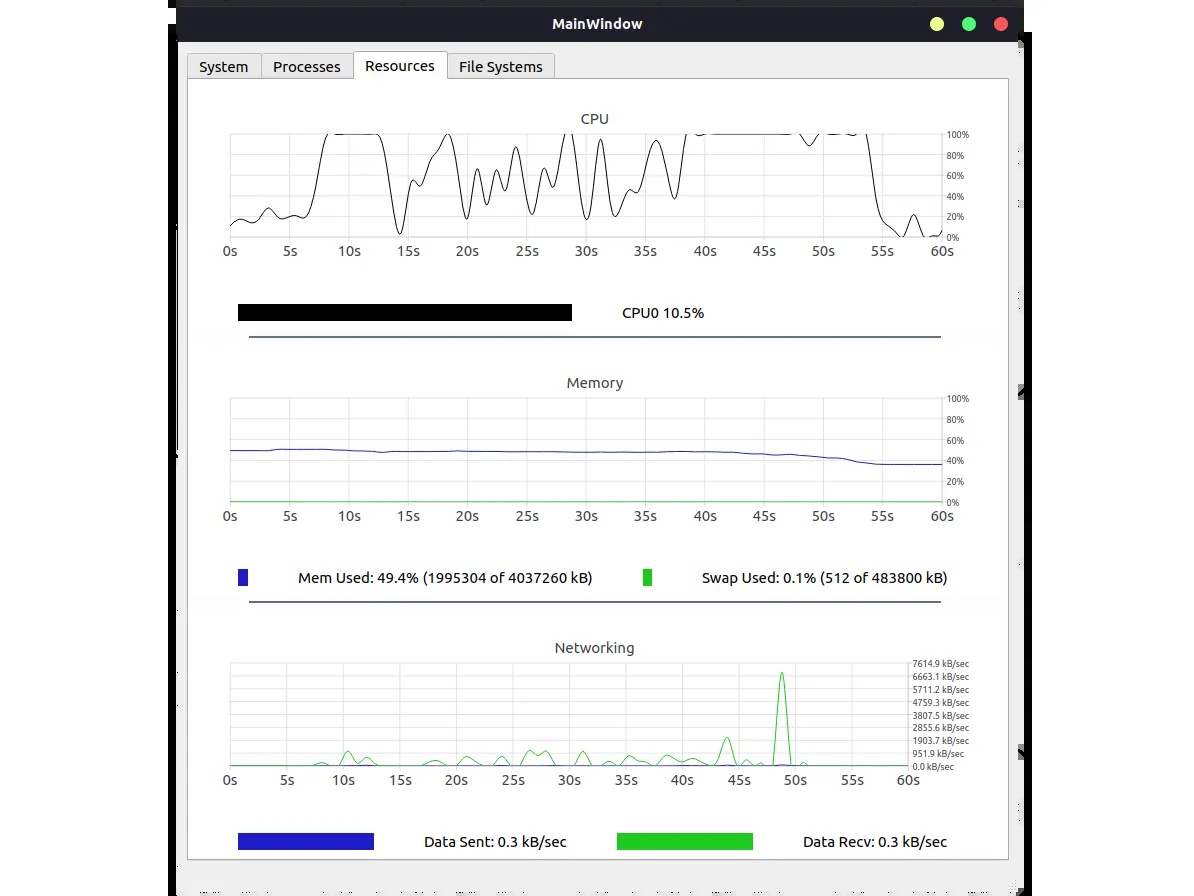 MainWindow
System Processes Resources File Systems
CPU
100%
80%
60%
40%
20%
0%
0s 5s 10s 15s 20s 25s 30s 35s 40s 45s 50s 55s 60s
CPU0 10.5%
Memory
100%
80%
60%
40%
20%
0%
0s 5s 10s 15s 20s 25s 30s 35s 40s 45s 50s 55s 60s
Mem Used: 49.4% (1995304 of 4037260 kB) Swap Used: 0.1% (512 of 483800 kB)
Networking
7614.9 kB/sec
6663.1 kB/sec
5711.2 kB/sec
4759.3 kB/sec
3807.5 kB/sec
2855.6 kB/sec
1903.7 kB/sec
951.9 kB/sec
0.0 kB/sec
0s 5s 10s 15s 20s 25s 30s 35s 40s 45s 50s 55s 60s
Data Sent: 0.3 kB/sec Data Recv: 0.3 kB/sec